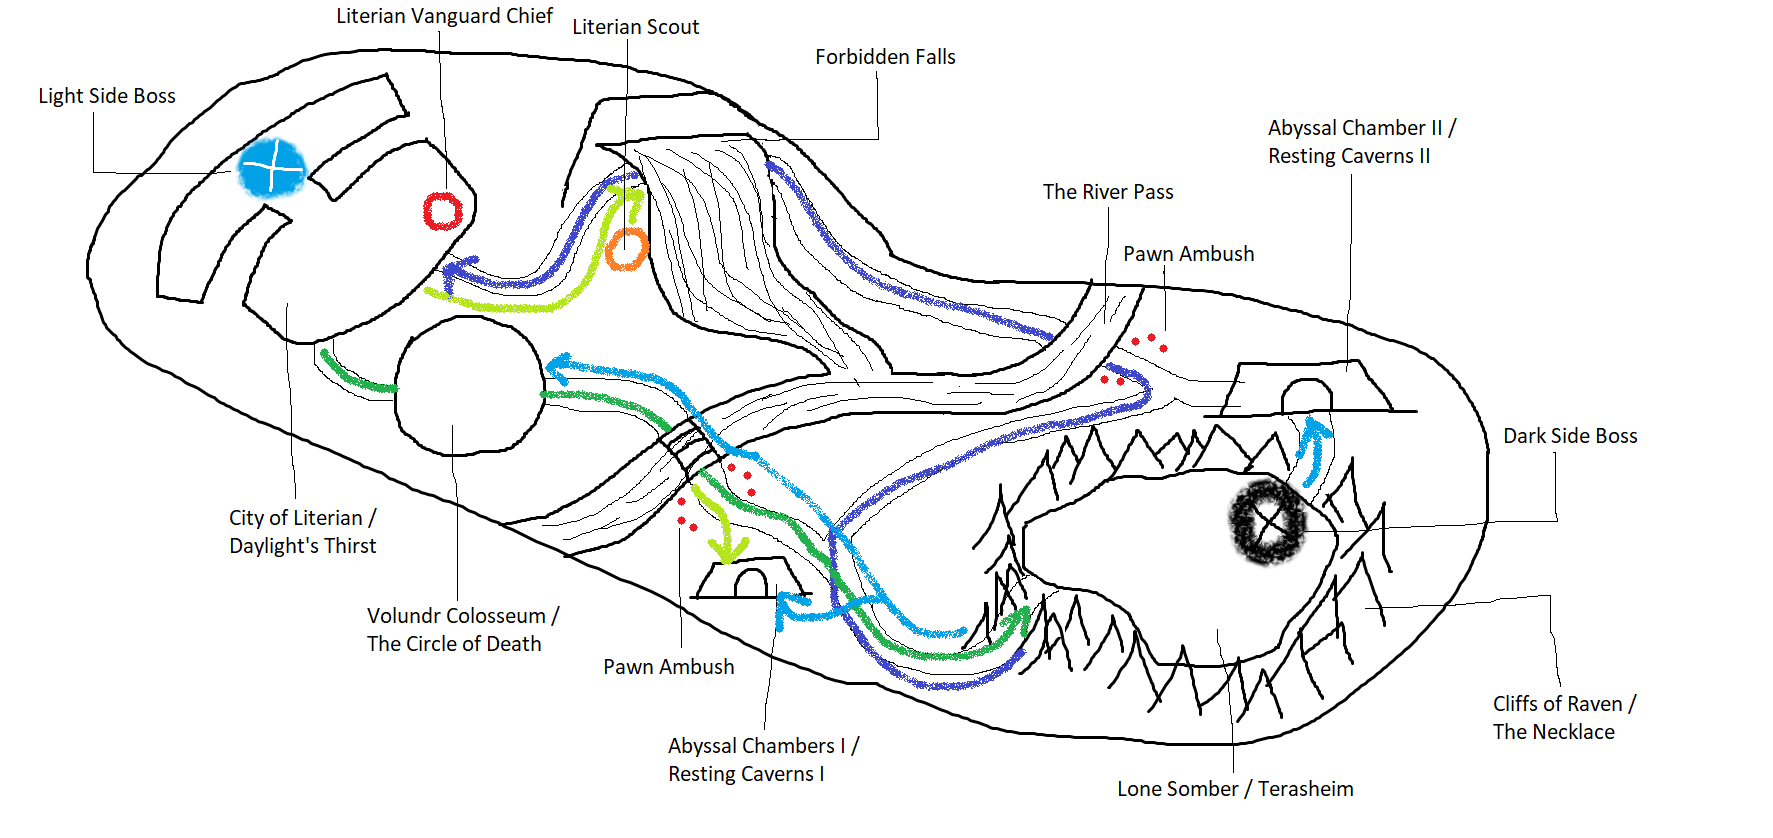 Literian Vanguard Chief
Literian Scout
Forbidden Falls
Light Side Boss
Abyssal Chamber II /
Resting Caverns II
The River Pass
Pawn Ambush
Dark Side Boss
City of Literian /
Daylight's Thirst
Volundr Colosseum /
The Circle of Death
Pawn Ambush
Abyssal Chambers I /
Resting Caverns I
Cliffs of Raven /
The Necklace
Lone Somber / Terasheim